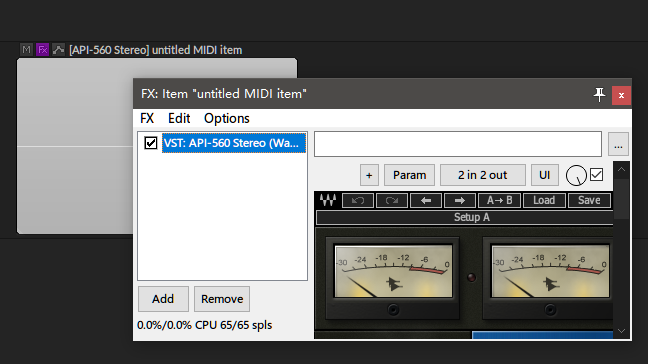 M Fx [API-560 Stereo] untitled MIDI item
FX: Item "untitled MIDI item" x
FX Edit Options
VST: API-560 Stereo (Wa...
...
+ Param 2 in 2 out UI
A→B Load Save
Setup A
-30 -24 -18 -12 -6 0
-30 -24 -18 -12 -6 0
Add Remove
0.0%/0.0% CPU 65/65 spls